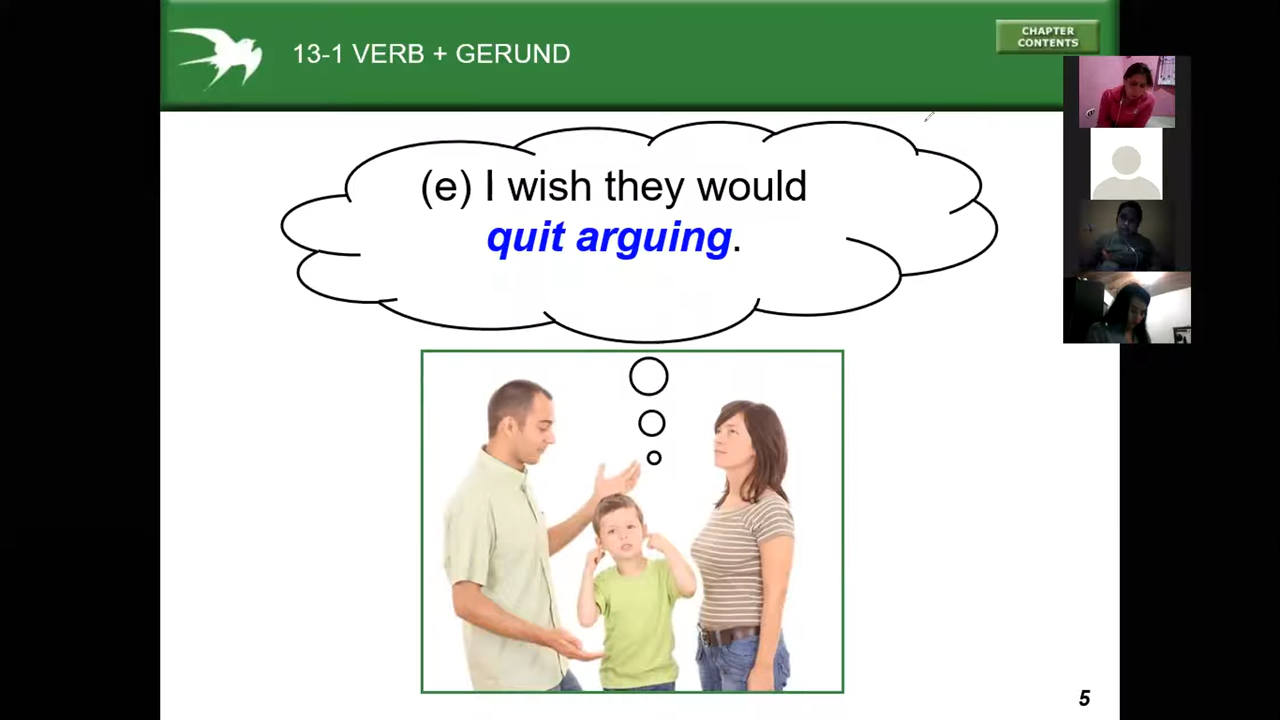 13-1 VERB + GERUND
CHAPTER
CONTENTS
(e) I wish they would
quit arguing.
5